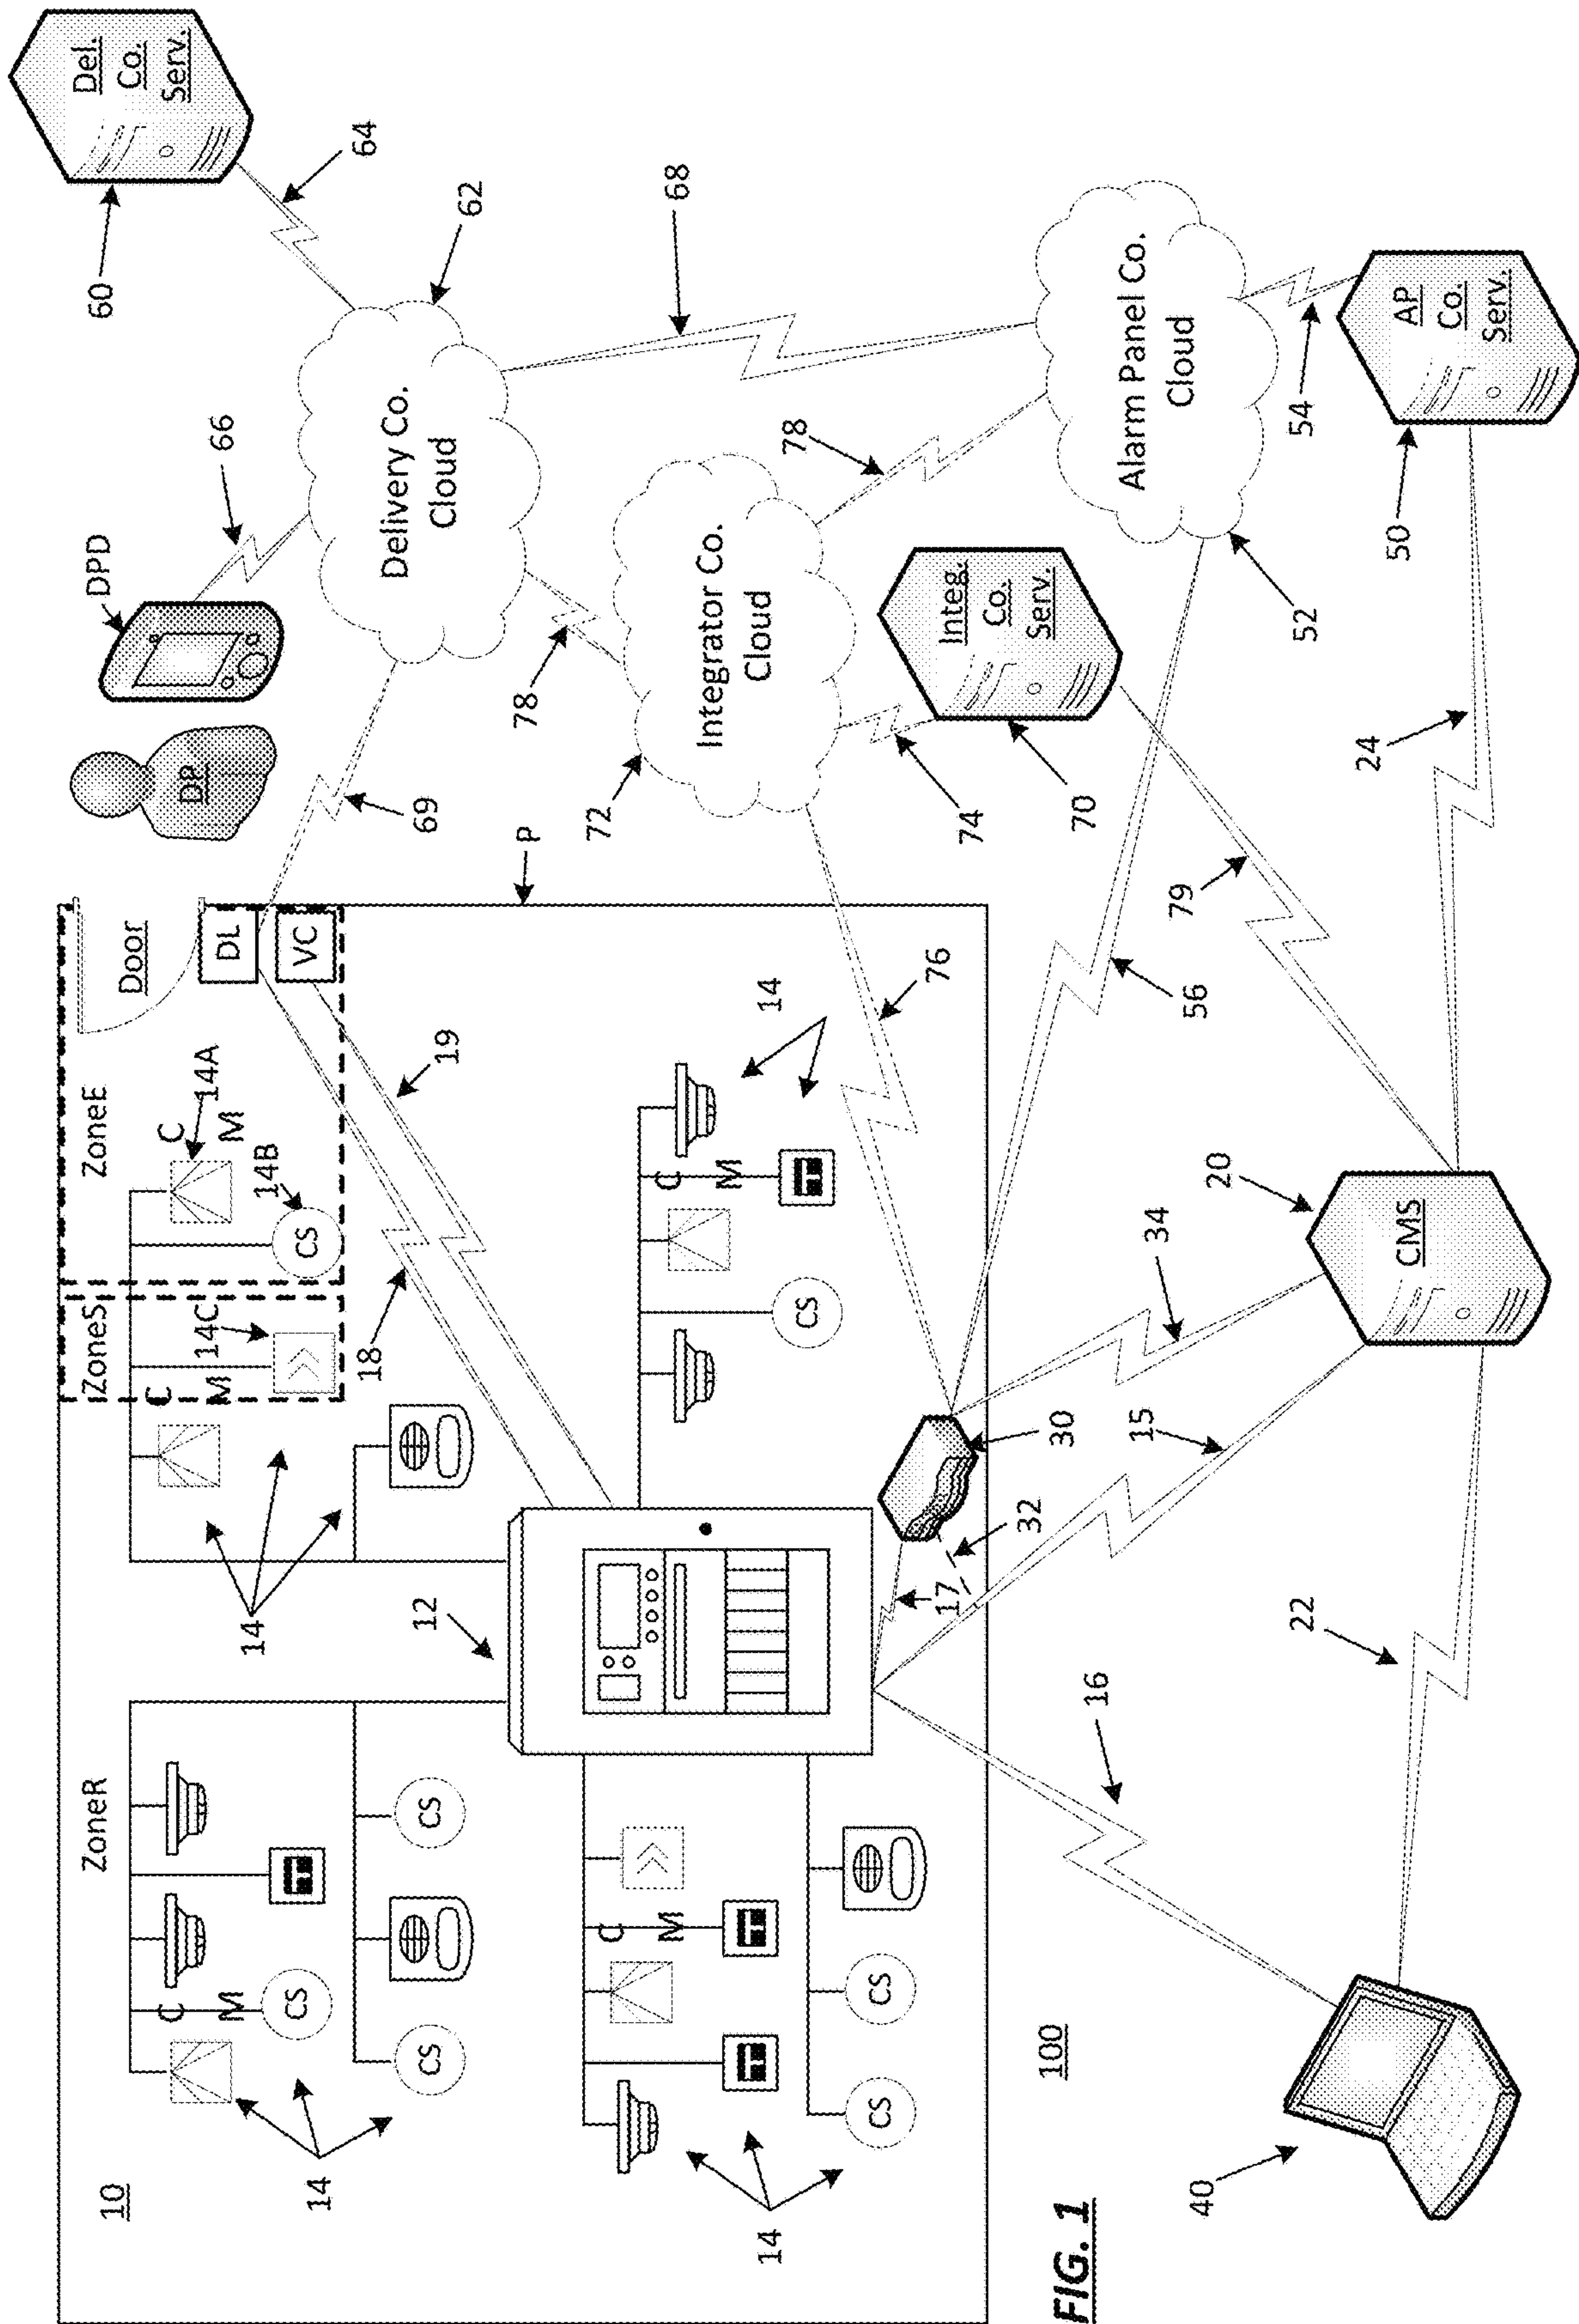 10
ZoneR
ZoneS
ZoneE
Door
DP
DPD
66
60
Del.
Co.
Serv.
64
62
Delivery Co.
Cloud
69
68
P
DL
VC
C
M
14A
14B
CS
14C
C
M
14
C
M
CS
14
CS
CS
12
18
19
14
C
M
CS
78
72
Integrator Co.
Cloud
78
Integ.
Co.
Serv.
74
70
Alarm Panel Co.
Cloud
52
54
AP
Co.
Serv.
50
76
C
M
14
CS
CS
17
32
30
56
79
24
100
16
15
34
20
CMS
22
40
FIG. 1